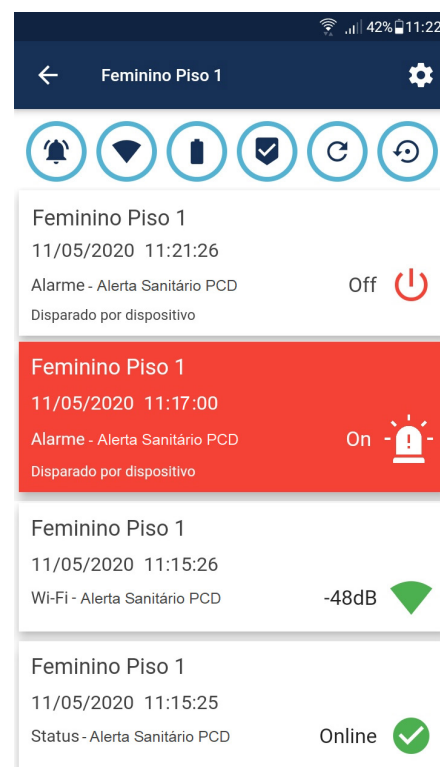 42% 11:22
Feminino Piso 1
Feminino Piso 1
11/05/2020 11:21:26
Alarme - Alerta Sanitário PCD
Off
Disparado por dispositivo
Feminino Piso 1
11/05/2020 11:17:00
Alarme - Alerta Sanitário PCD
On
Disparado por dispositivo
Feminino Piso 1
11/05/2020 11:15:26
Wi-Fi - Alerta Sanitário PCD
-48dB
Feminino Piso 1
11/05/2020 11:15:25
Status - Alerta Sanitário PCD
Online